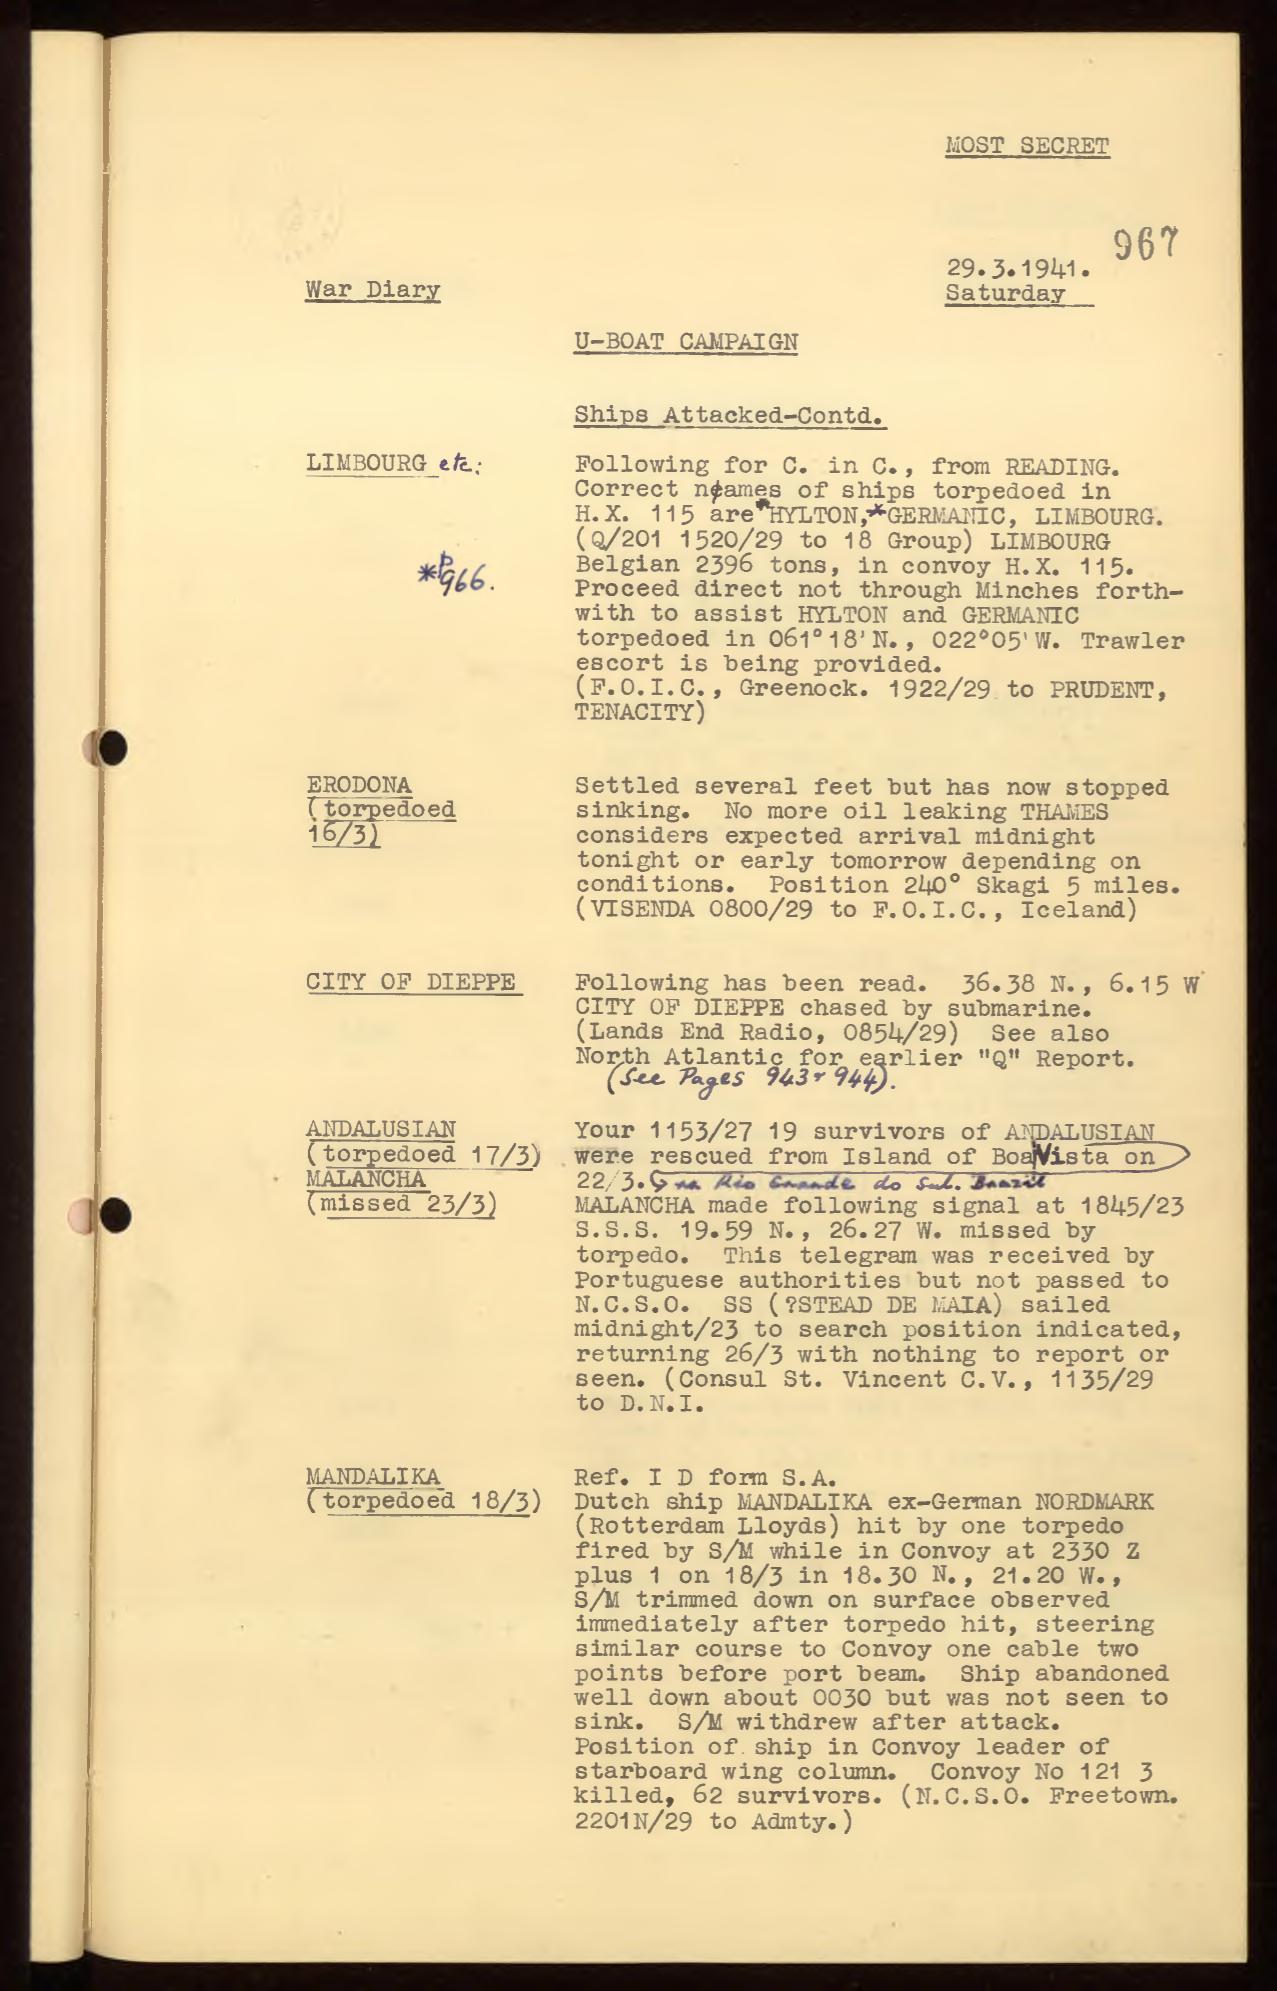 MOST SECRET
967
29.3.1941.
War Diary
Saturday
U-BOAT CAMPAIGN
Ships Attacked-Contd.
LIMBOURG etc:
Following for C. in C., from READING.
Correct names of ships torpedoed in
H.X. 115 are *HYLTON,*GERMANIC, LIMBOURG.
(Q/201 1520/29 to 18 Group) LIMBOURG
Belgian 2396 tons, in convoy H.X. 115.
*P966.
Proceed direct not through Minches forth-
with to assist HYLTON and GERMANIC
torpedoed in 061°18'N., 022°05'W. Trawler
escort is being provided.
(F.O.I.C., Greenock. 1922/29 to PRUDENT,
TENACITY)
ERODONA
(torpedoed
16/3)
Settled several feet but has now stopped
sinking. No more oil leaking THAMES
considers expected arrival midnight
tonight or early tomorrow depending on
conditions. Position 240° Skagi 5 miles.
(VISENDA 0800/29 to F.O.I.C., Iceland)
CITY OF DIEPPE
Following has been read. 36.38 N., 6.15 W
CITY OF DIEPPE chased by submarine.
(Lands End Radio, 0854/29) See also
North Atlantic for earlier "Q" Report.
(See Pages 943 & 944).
ANDALUSIAN
(torpedoed 17/3)
MALANCHA
(missed 23/3)
Your 1153/27 19 survivors of ANDALUSIAN
were rescued from Island of Boa Vista on
22/3. Rio Grande do Sul. Brazil
MALANCHA made following signal at 1845/23
S.S.S. 19.59 N., 26.27 W. missed by
torpedo. This telegram was received by
Portuguese authorities but not passed to
N.C.S.O. SS (?STEAD DE MAIA) sailed
midnight/23 to search position indicated,
returning 26/3 with nothing to report or
seen. (Consul St. Vincent C.V., 1135/29
to D.N.I.
MANDALIKA
(torpedoed 18/3)
Ref. I D form S.A.
Dutch ship MANDALIKA ex-German NORDMARK
(Rotterdam Lloyds) hit by one torpedo
fired by S/M while in Convoy at 2330 Z
plus 1 on 18/3 in 18.30 N., 21.20 W.,
S/M trimmed down on surface observed
immediately after torpedo hit, steering
similar course to Convoy one cable two
points before port beam. Ship abandoned
well down about 0030 but was not seen to
sink. S/M withdrew after attack.
Position of ship in Convoy leader of
starboard wing column. Convoy No 121 3
killed, 62 survivors. (N.C.S.O. Freetown.
2201N/29 to Admty.)